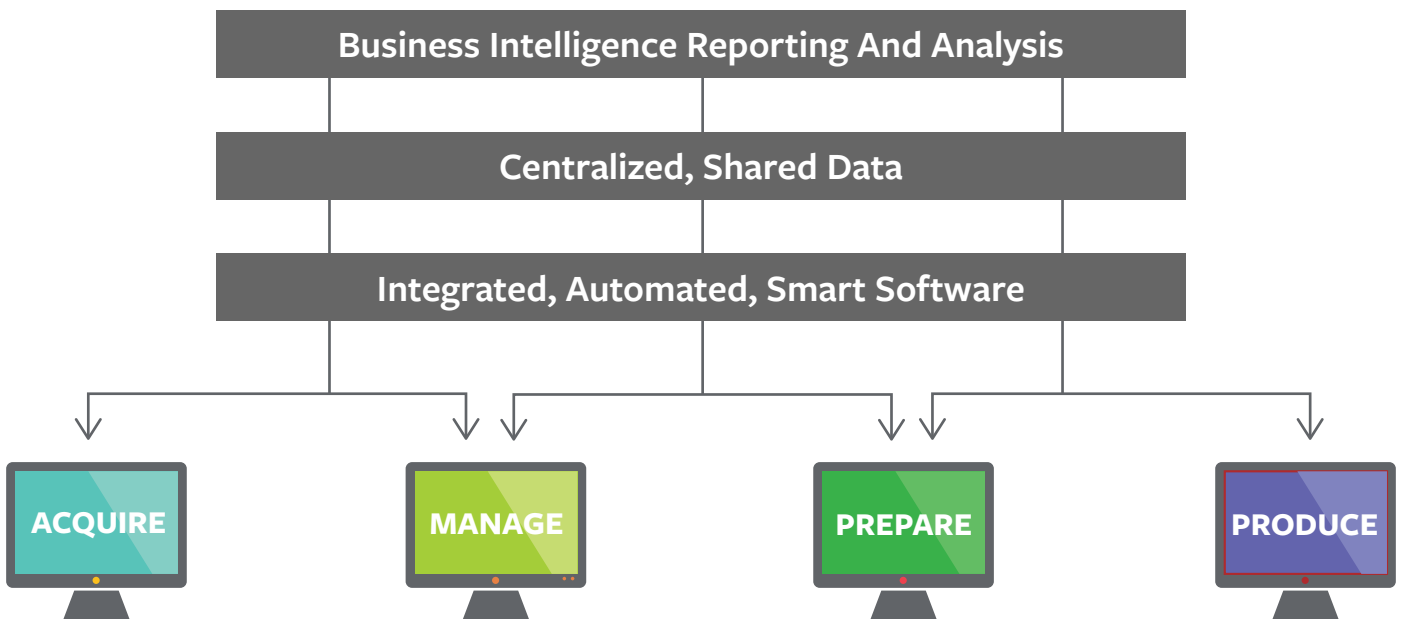 Business Intelligence Reporting And Analysis
Centralized, Shared Data
Integrated, Automated, Smart Software
ACQUIRE
MANAGE
PREPARE
PRODUCE